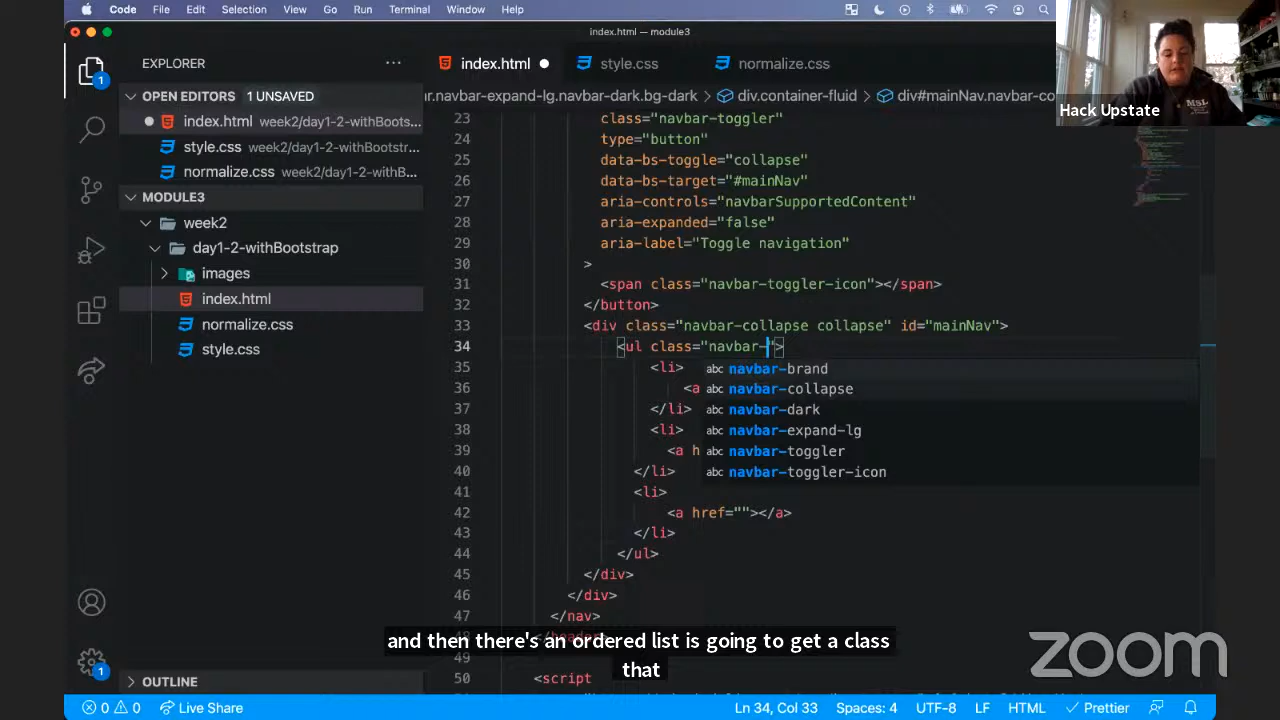 Code File Edit Selection View Go Run Terminal Window Help
index.html — module3
EXPLORER
index.html
style.css
normalize.css
OPEN EDITORS 1 UNSAVED
.navbar-expand-lg.navbar-dark.bg-dark > div.container-fluid > div#mainNav.navbar-co
Hack Upstate
MSL
index.html week2/day1-2-withBoots...
style.css week2/day1-2-withBootstr...
normalize.css week2/day1-2-withB...
MODULE3
week2
day1-2-withBootstrap
images
index.html
normalize.css
style.css
23 class="navbar-toggler"
24 type="button"
25 data-bs-toggle="collapse"
26 data-bs-target="#mainNav"
27 aria-controls="navbarSupportedContent"
28 aria-expanded="false"
29 aria-label="Toggle navigation"
30 >
31 <span class="navbar-toggler-icon"></span>
32 </button>
33 <div class="navbar-collapse collapse" id="mainNav">
34 <ul class="navbar-">
35 <li>
36 <a
37 </li>
38 <li>
39 <a h
40 </li>
41 <li>
42 <a href=""></a>
43 </li>
44 </ul>
45 </div>
46 </div>
47 </nav>
49
50 <script
abc navbar-brand
abc navbar-collapse
abc navbar-dark
abc navbar-expand-lg
abc navbar-toggler
abc navbar-toggler-icon
and then there's an ordered list is going to get a class
that
zoom
OUTLINE
1
1
0 0 Live Share
Ln 34, Col 33 Spaces: 4 UTF-8 LF HTML Prettier